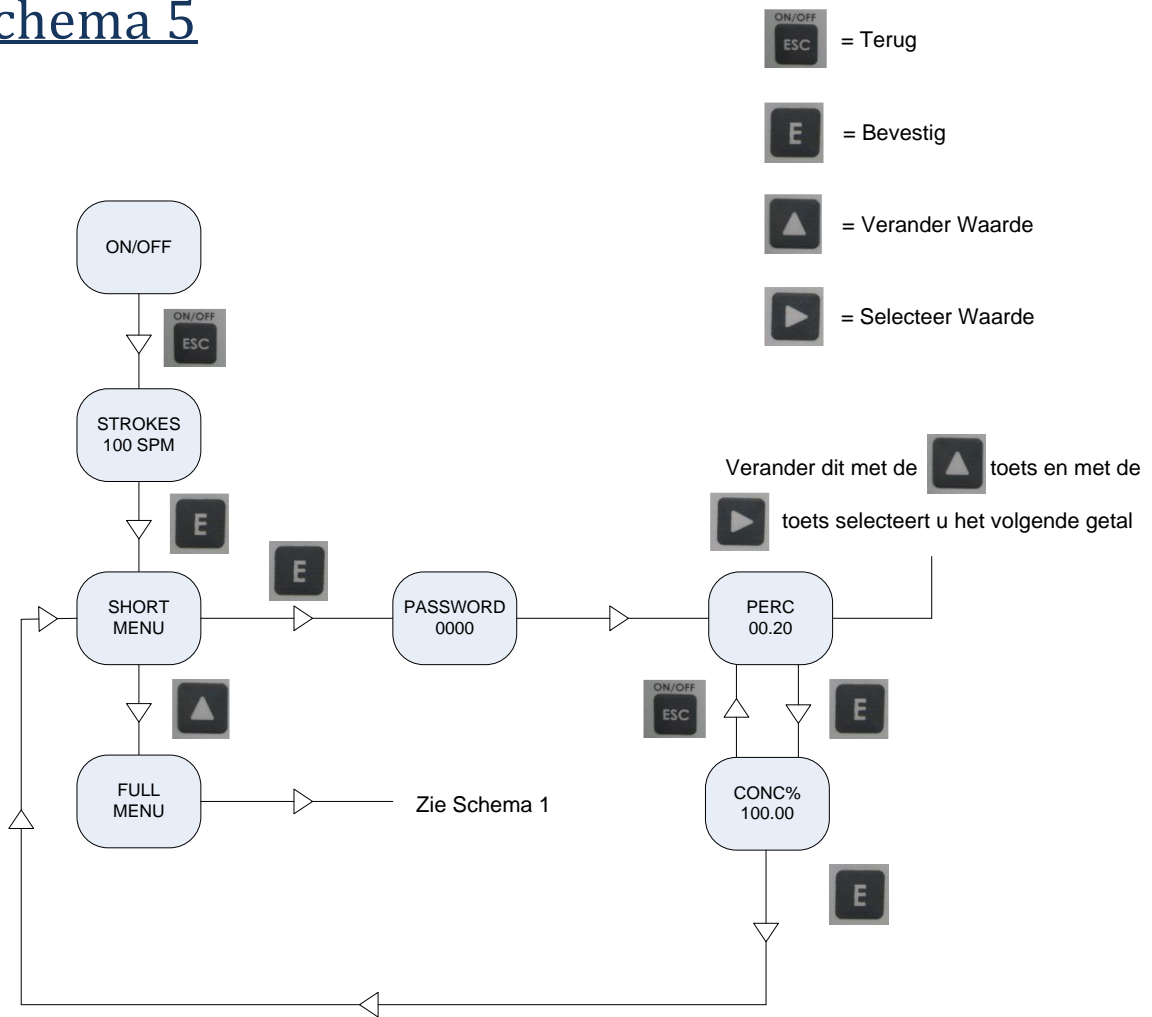 chema 5
ON/OFF
ESC
= Terug
E
= Bevestig
= Verander Waarde
= Selecteer Waarde
ON/OFF
ON/OFF
ESC
STROKES
100 SPM
E
Verander dit met de toets en met de
toets selecteert u het volgende getal
E
SHORT
MENU
PASSWORD
0000
PERC
00.20
ON/OFF
ESC
E
FULL
MENU
Zie Schema 1
CONC%
100.00
E